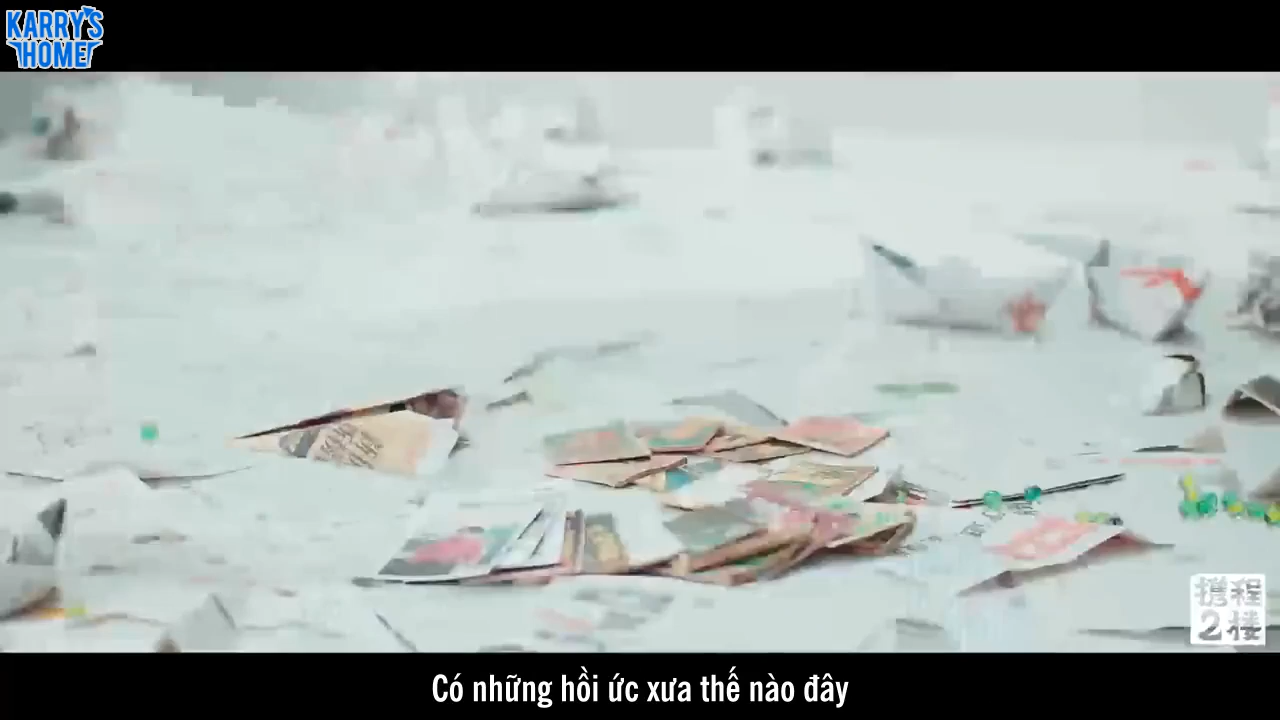 KARRY'S
HOME
携程
2楼
Có những hồi ức xưa thế nào đây